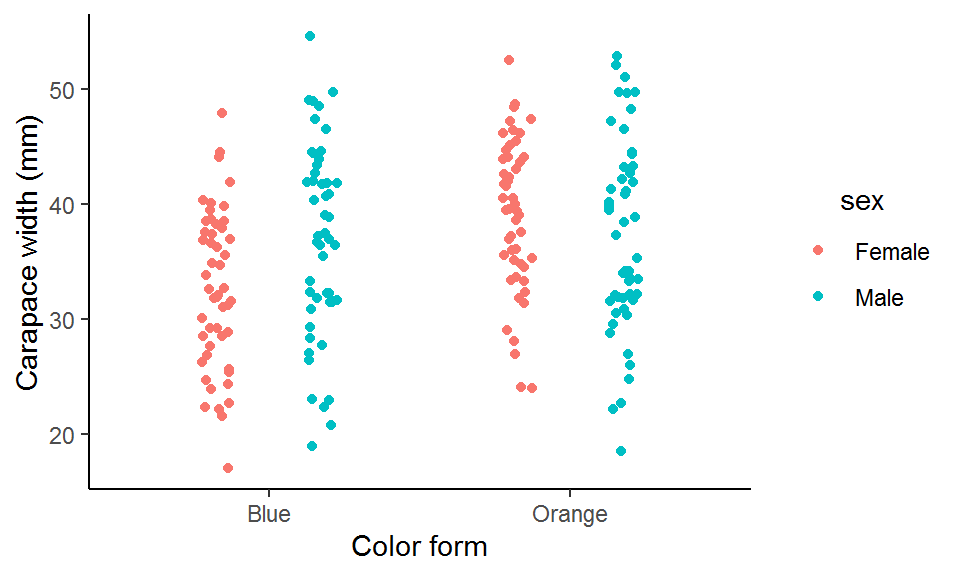 Carapace width (mm)
50
40
30
20
Blue
Orange
Color form
sex
Female
Male